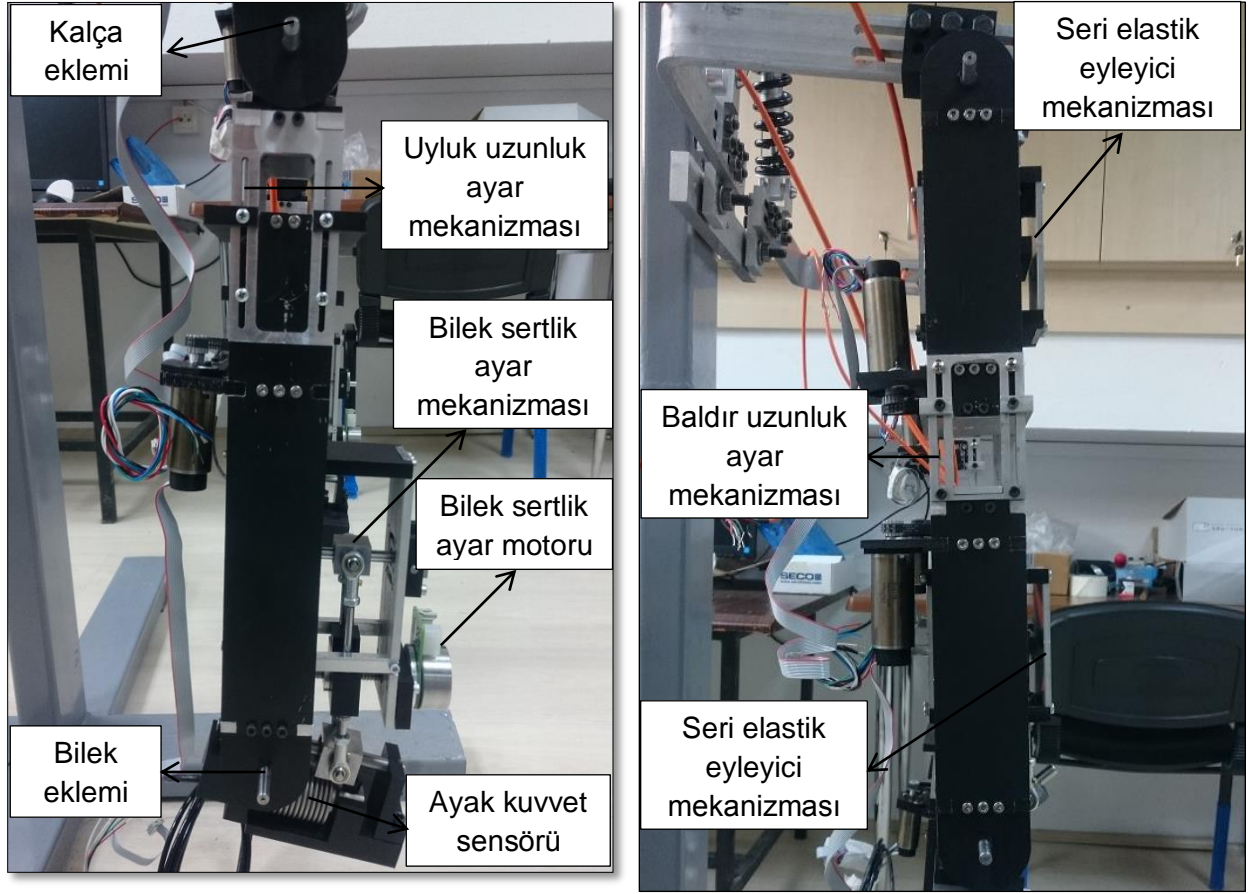 Kalça
eklemi
Uyluk uzunluk
ayar
mekanizması
Bilek sertlik
ayar
mekanizması
Bilek sertlik
ayar motoru
Bilek
eklemi
Ayak kuvvet
sensörü
SECO
Seri elastik
eyleyici
mekanizması
Baldır uzunluk
ayar
mekanizması
Seri elastik
eyleyici
mekanizması
SECO